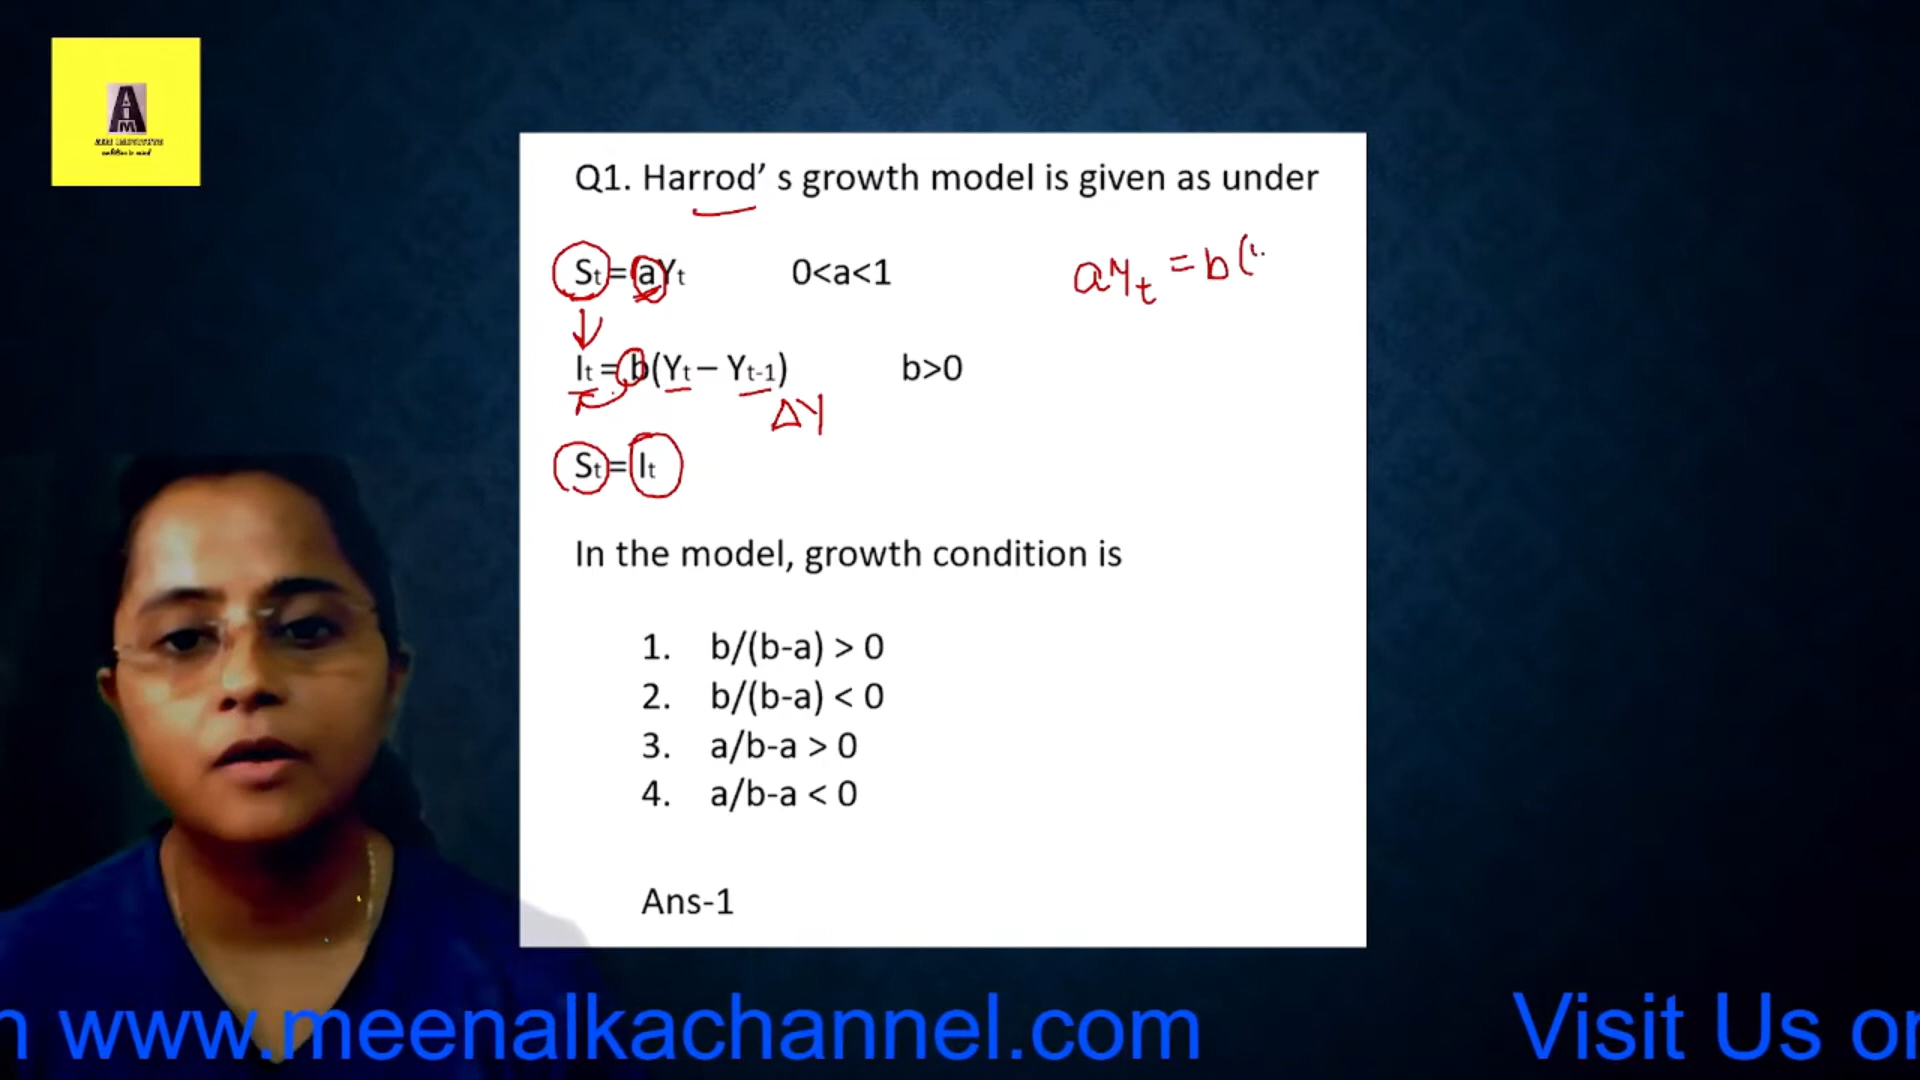 AIM
Q1. Harrod' s growth model is given as under
St = aYt 0<a<1
aYt = b(
It = b(Yt – Yt-1) b>0
ΔY
St = It
In the model, growth condition is
1. b/(b-a) > 0
2. b/(b-a) < 0
3. a/b-a > 0
4. a/b-a < 0
Ans-1
n www.meenalkachannel.com Visit Us on